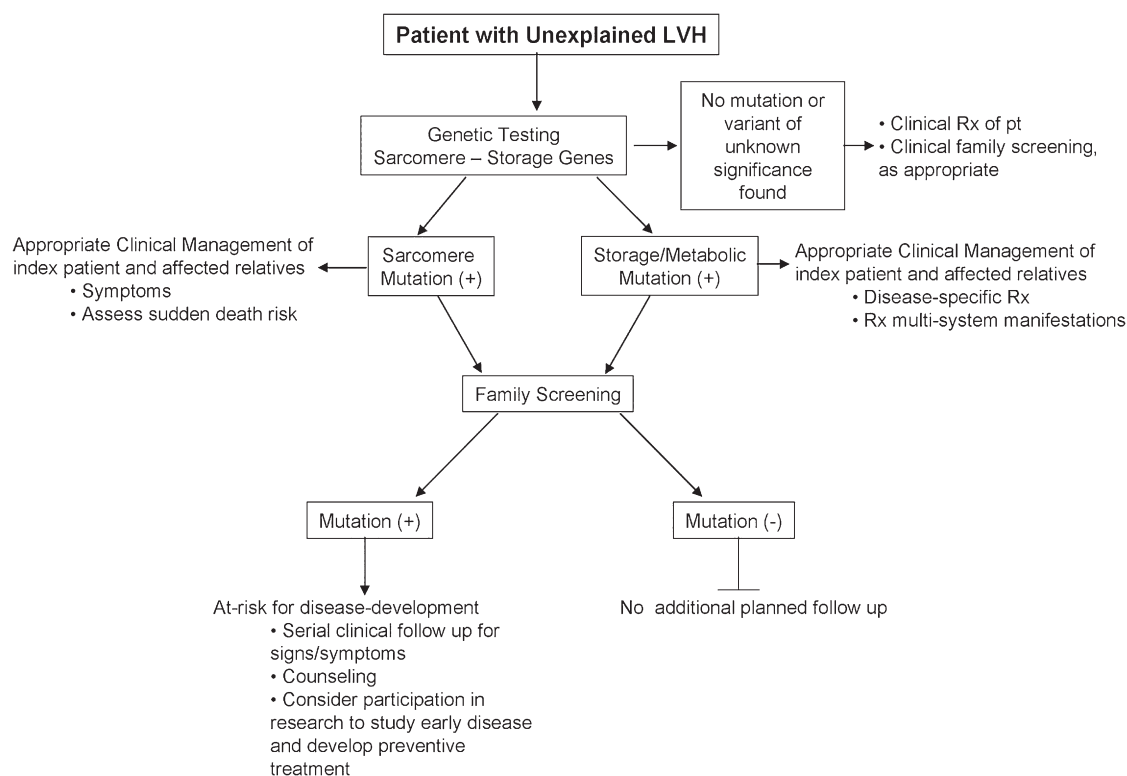 Patient with Unexplained LVH
Genetic Testing
Sarcomere – Storage Genes
No mutation or
variant of
unknown
significance
found
• Clinical Rx of pt
• Clinical family screening,
as appropriate
Appropriate Clinical Management of
index patient and affected relatives
• Symptoms
• Assess sudden death risk
Sarcomere
Mutation (+)
Storage/Metabolic
Mutation (+)
Appropriate Clinical Management of
index patient and affected relatives
• Disease-specific Rx
• Rx multi-system manifestations
Family Screening
Mutation (+)
Mutation (-)
At-risk for disease-development
• Serial clinical follow up for
signs/symptoms
• Counseling
• Consider participation in
research to study early disease
and develop preventive
treatment
No additional planned follow up